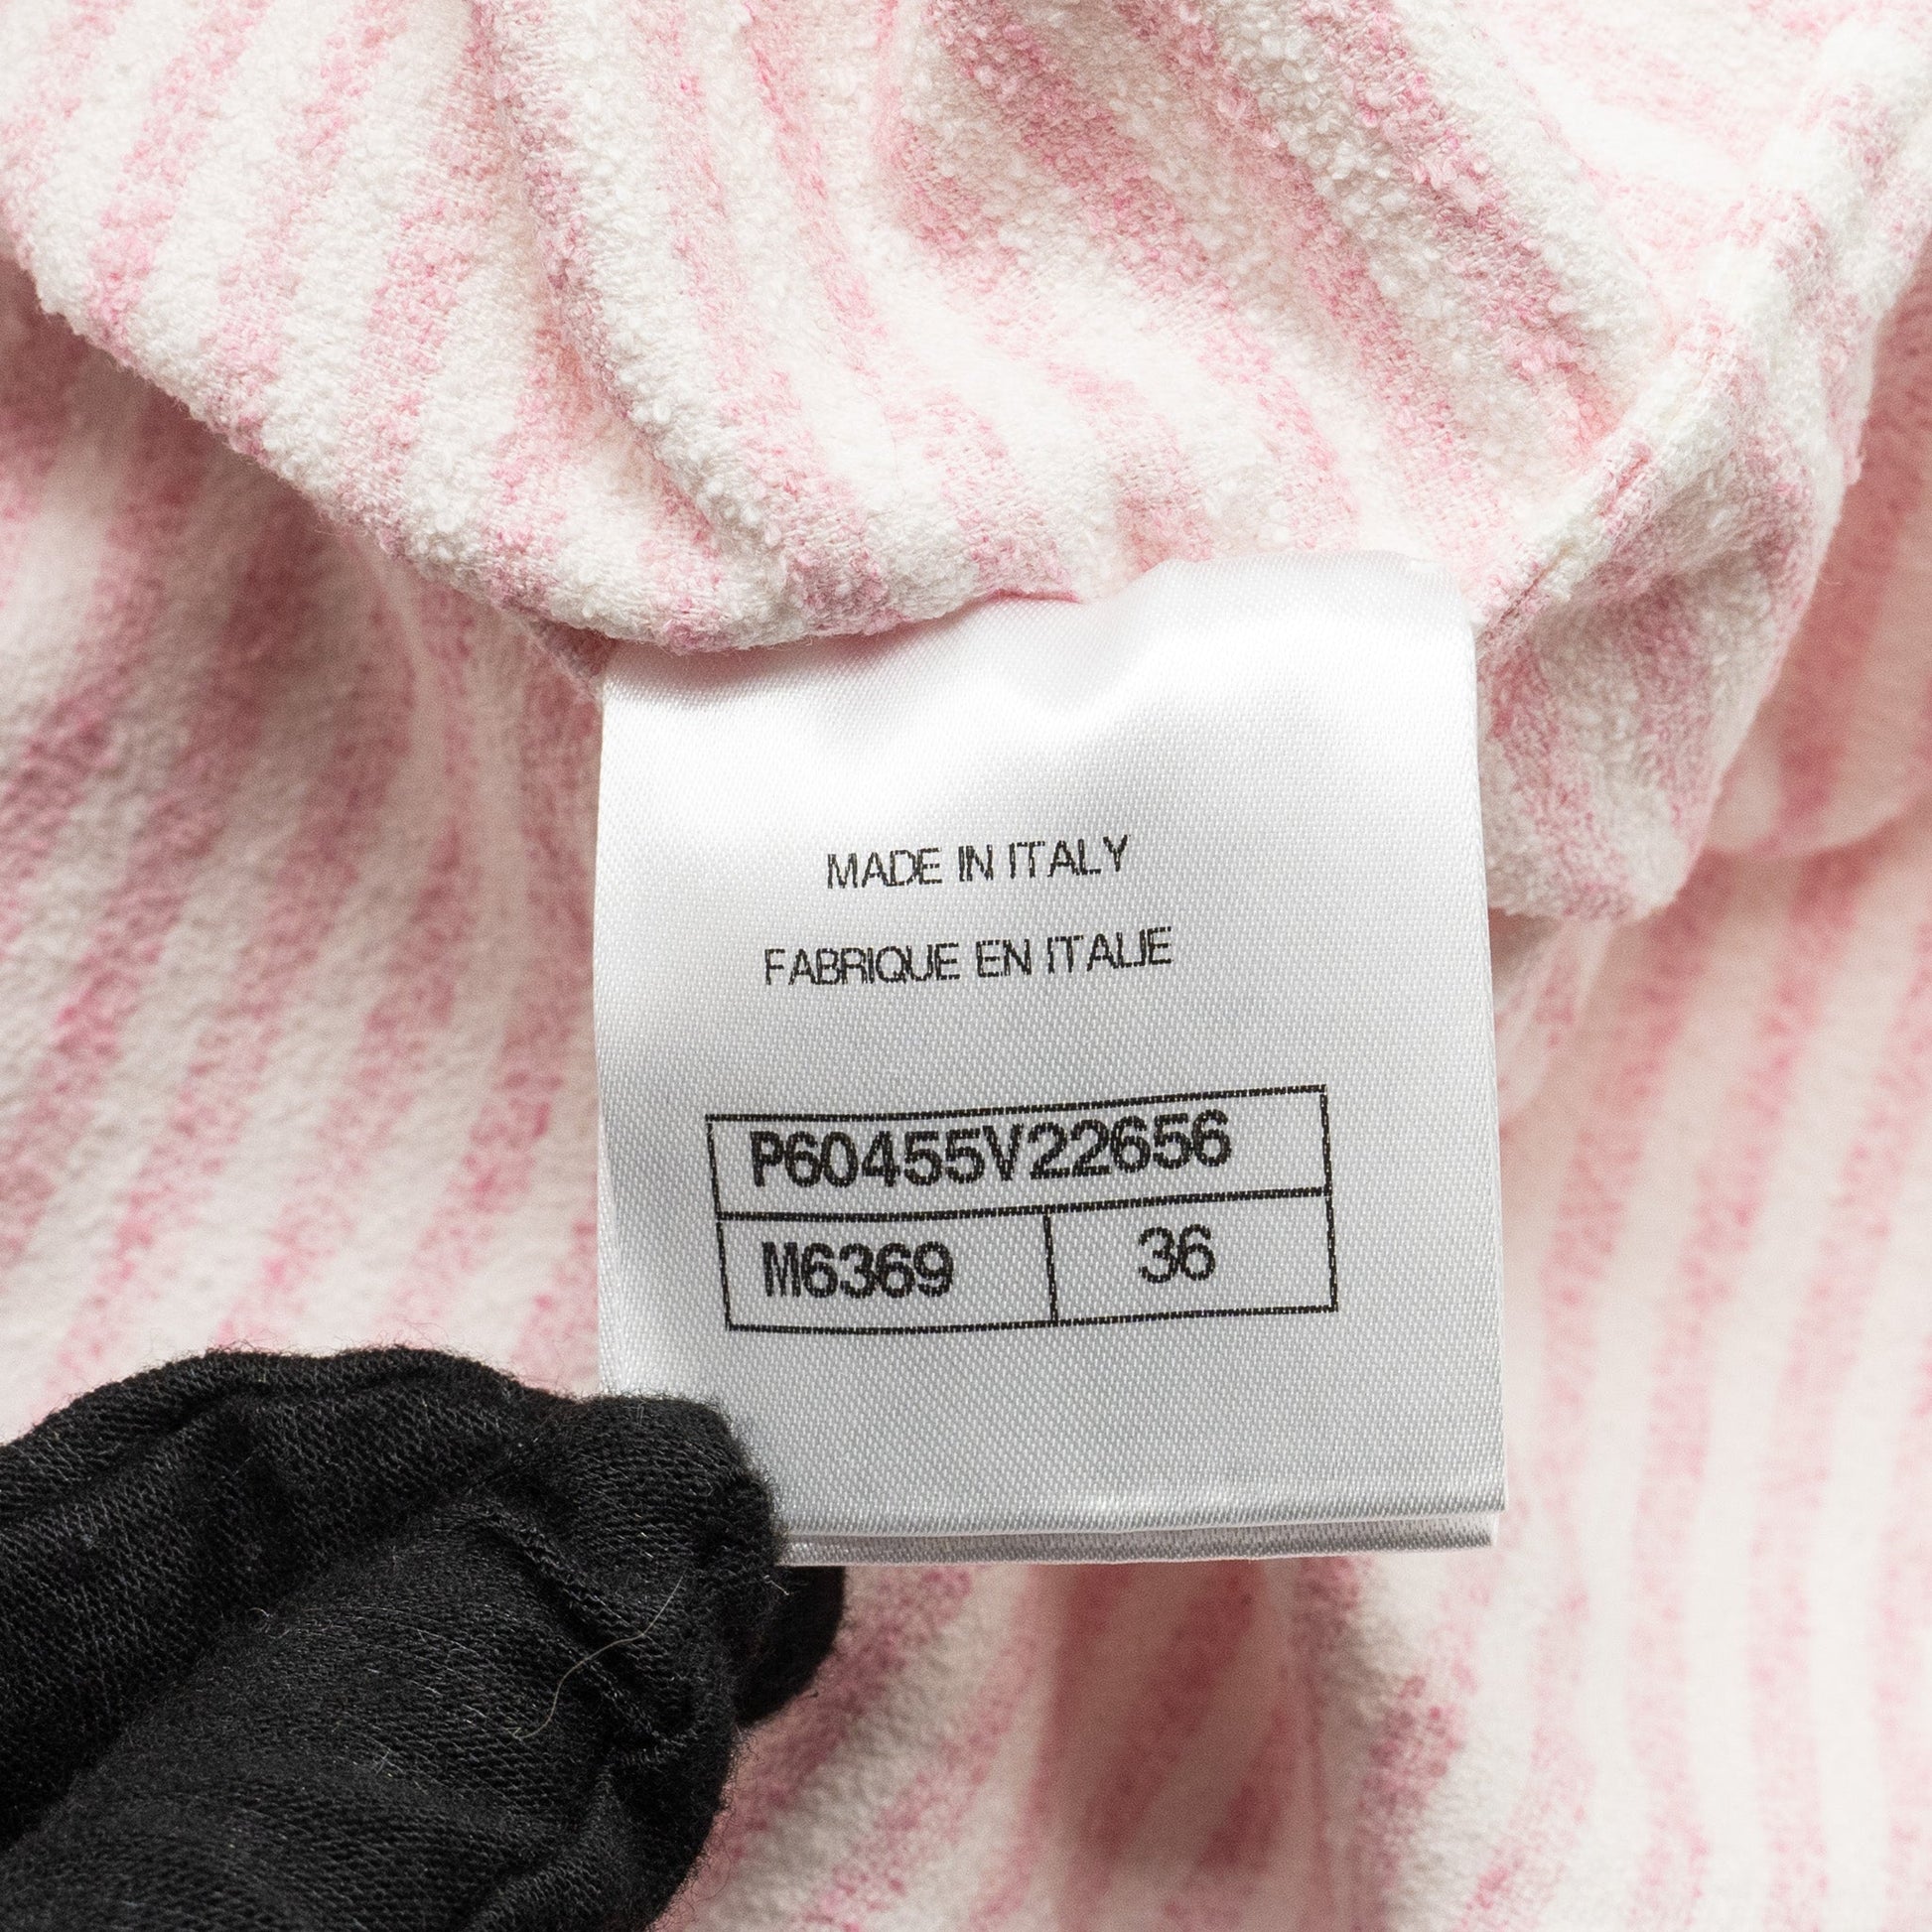 MADE IN ITALY
FABRIQUE EN ITALIE
P60455V22656
M6369 36